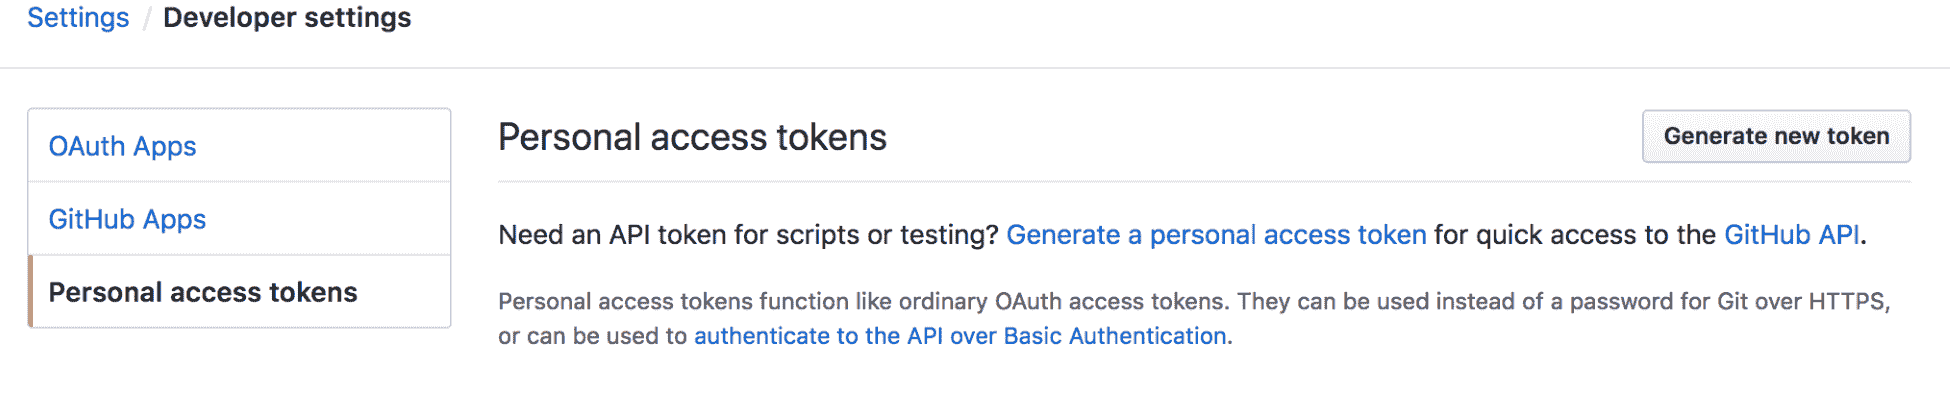 Settings / Developer settings
OAuth Apps
GitHub Apps
Personal access tokens
Personal access tokens
Generate new token
Need an API token for scripts or testing? Generate a personal access token for quick access to the GitHub API.
Personal access tokens function like ordinary OAuth access tokens. They can be used instead of a password for Git over HTTPS,
or can be used to authenticate to the API over Basic Authentication.